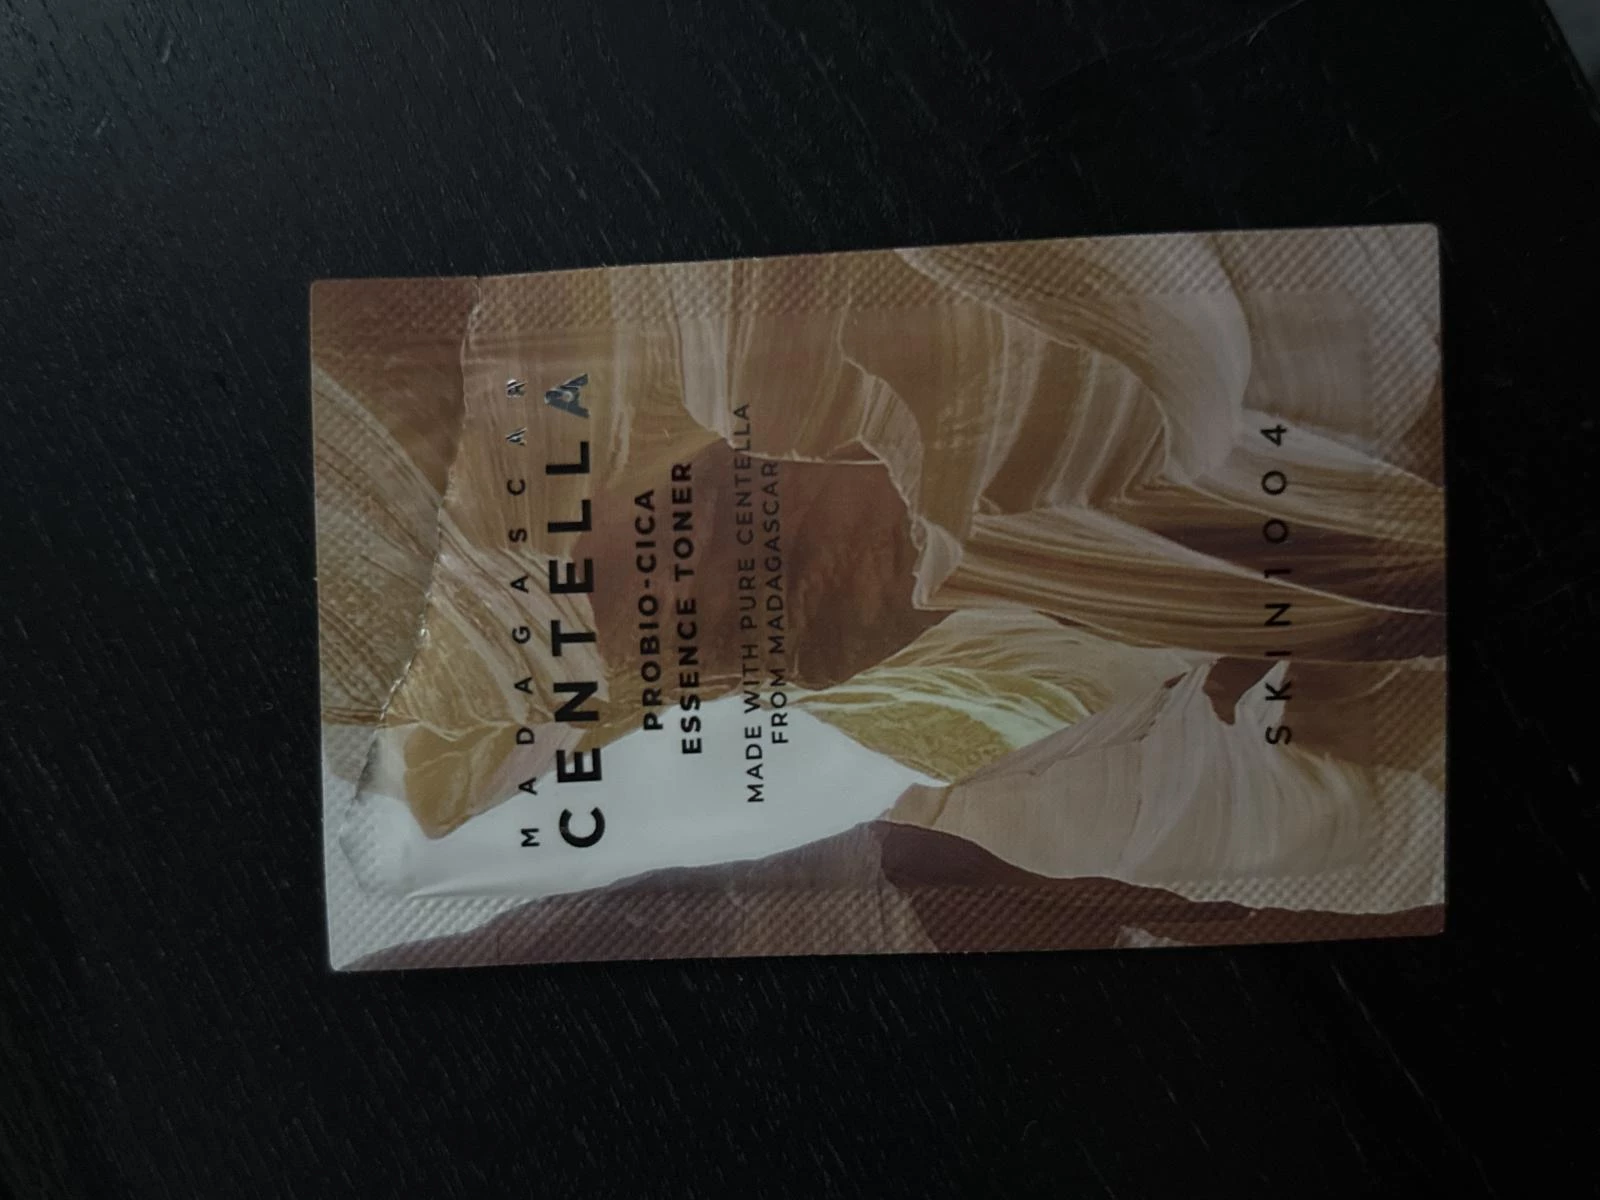 MADAGASCAR
CENTELLA
PROBIO-CICA
ESSENCE TONER
MADE WITH PURE CENTELLA
FROM MADAGASCAR
SKIN1004